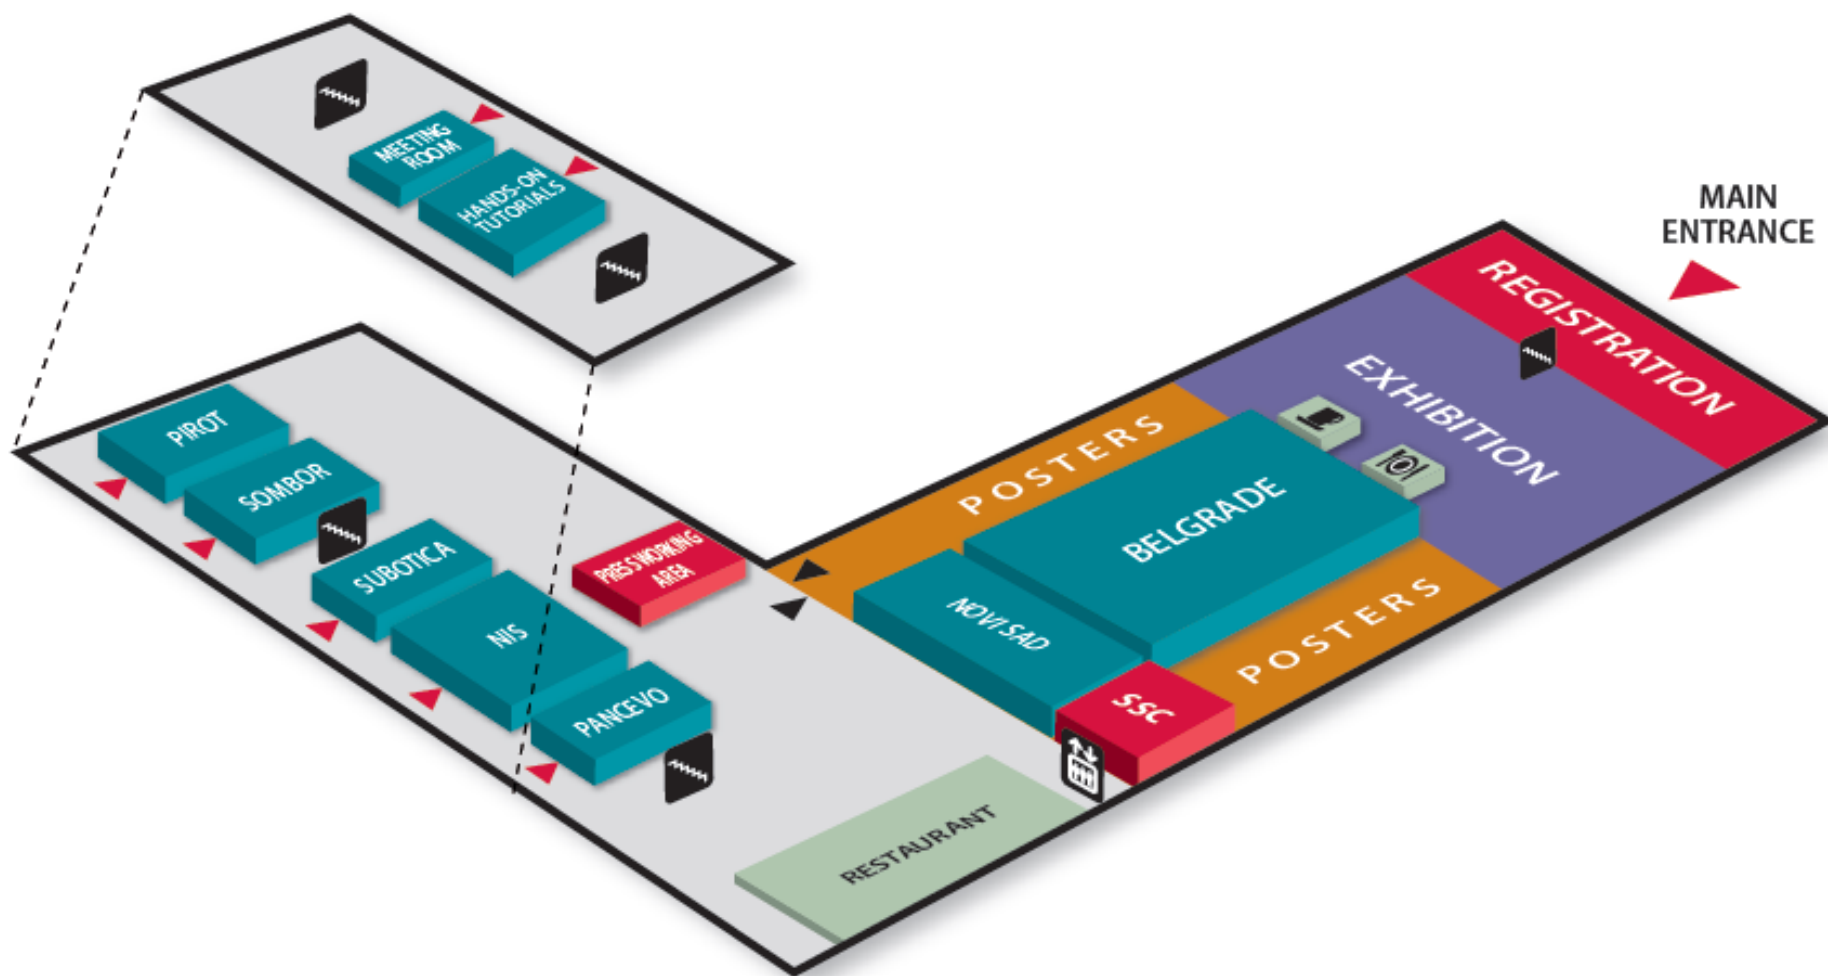 MEETING
ROOM
HANDS-ON
TUTORIALS
MAIN
ENTRANCE
REGISTRATION
EXHIBITION
POSTERS
BELGRADE
NOVI SAD
POSTERS
SSC
PIROT
SOMBOR
SUBOTICA
NIS
PANCEVO
PRESS WORKING
AREA
RESTAURANT